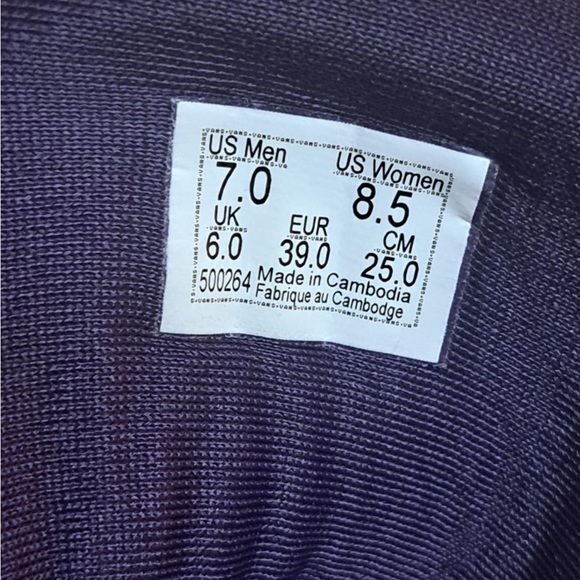 US Men US Women
7.0 8.5
UK EUR CM
6.0 39.0 25.0
500264 Made in Cambodia
Fabrique au Cambodge